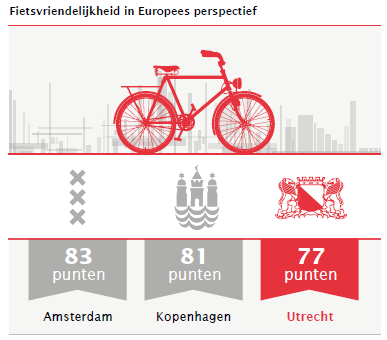 Fietsvriendelijkheid in Europees perspectief
83 81 77
punten punten punten
Amsterdam Kopenhagen Utrecht